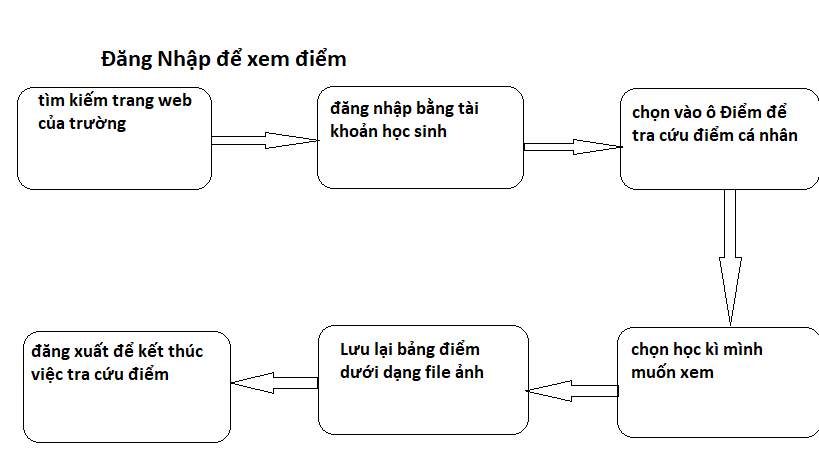 Đăng Nhập để xem điểm
tìm kiếm trang web
của trường
đăng nhập bằng tài
khoản học sinh
chọn vào ô Điểm để
tra cứu điểm cá nhân
chọn học kì mình
muốn xem
Lưu lại bảng điểm
dưới dạng file ảnh
đăng xuất để kết thúc
việc tra cứu điểm